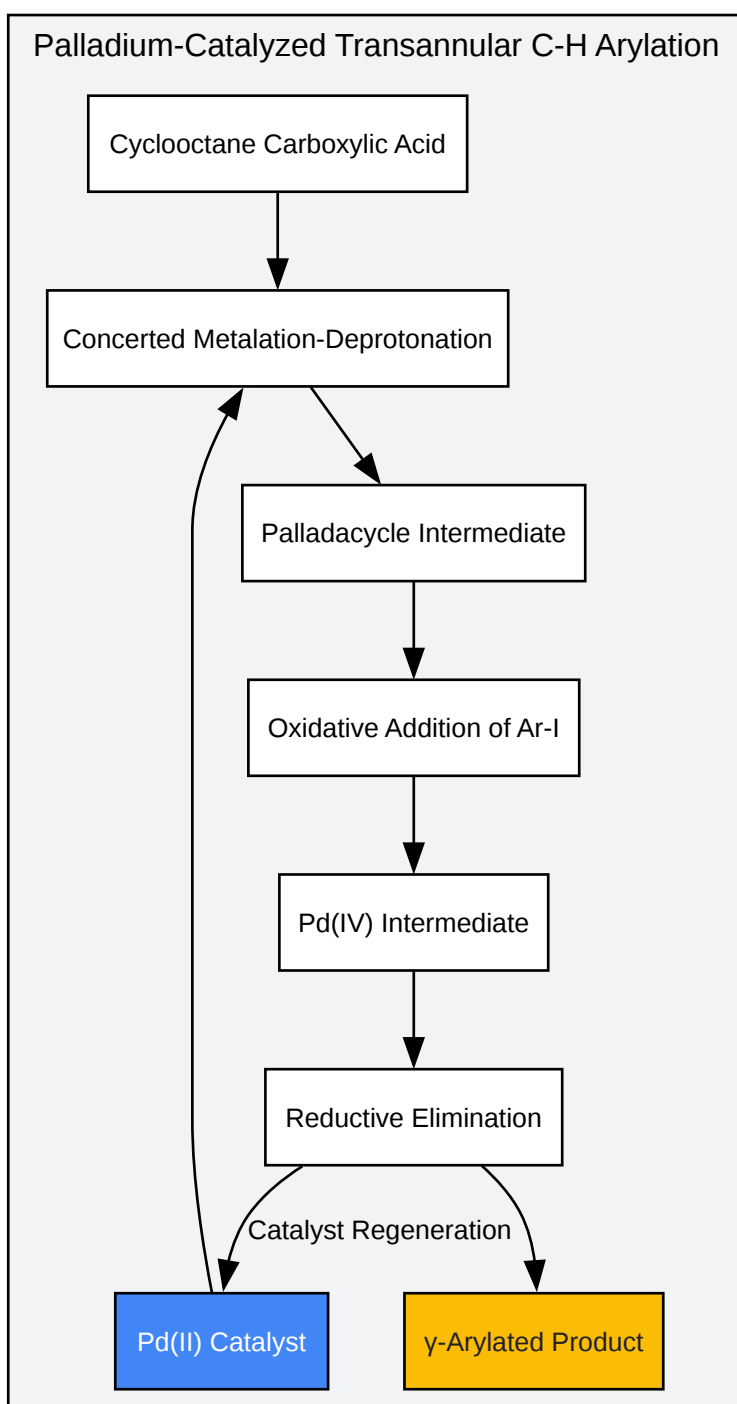 Palladium-Catalyzed Transannular C-H Arylation
Cyclooctane Carboxylic Acid
Concerted Metalation-Deprotonation
Palladacycle Intermediate
Oxidative Addition of Ar-I
Pd(IV) Intermediate
Reductive Elimination
Catalyst Regeneration
Pd(II) Catalyst
γ-Arylated Product